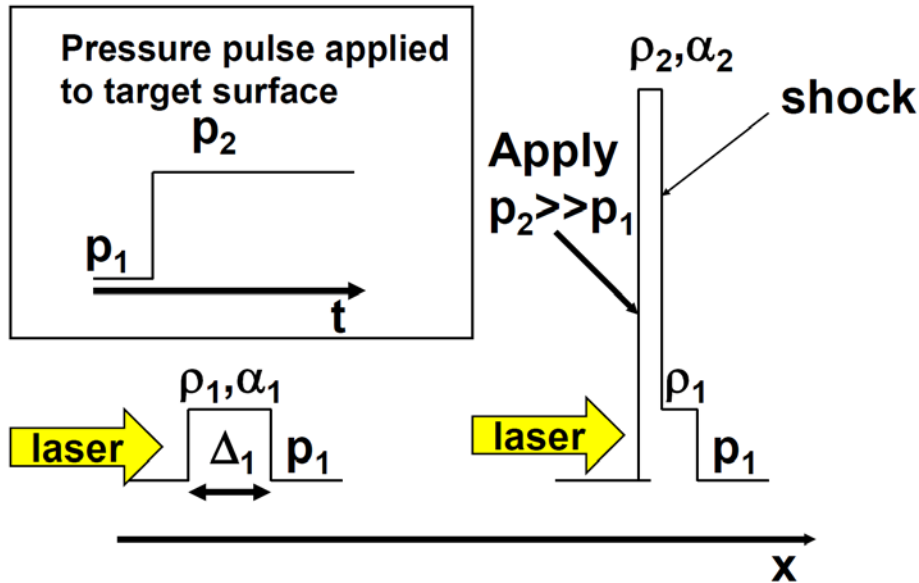 Pressure pulse applied
to target surface
p₂
p₁
t
ρ₂,α₂
shock
Apply
p₂>>p₁
ρ₁,α₁
laser
Δ₁
p₁
ρ₁
laser
p₁
x